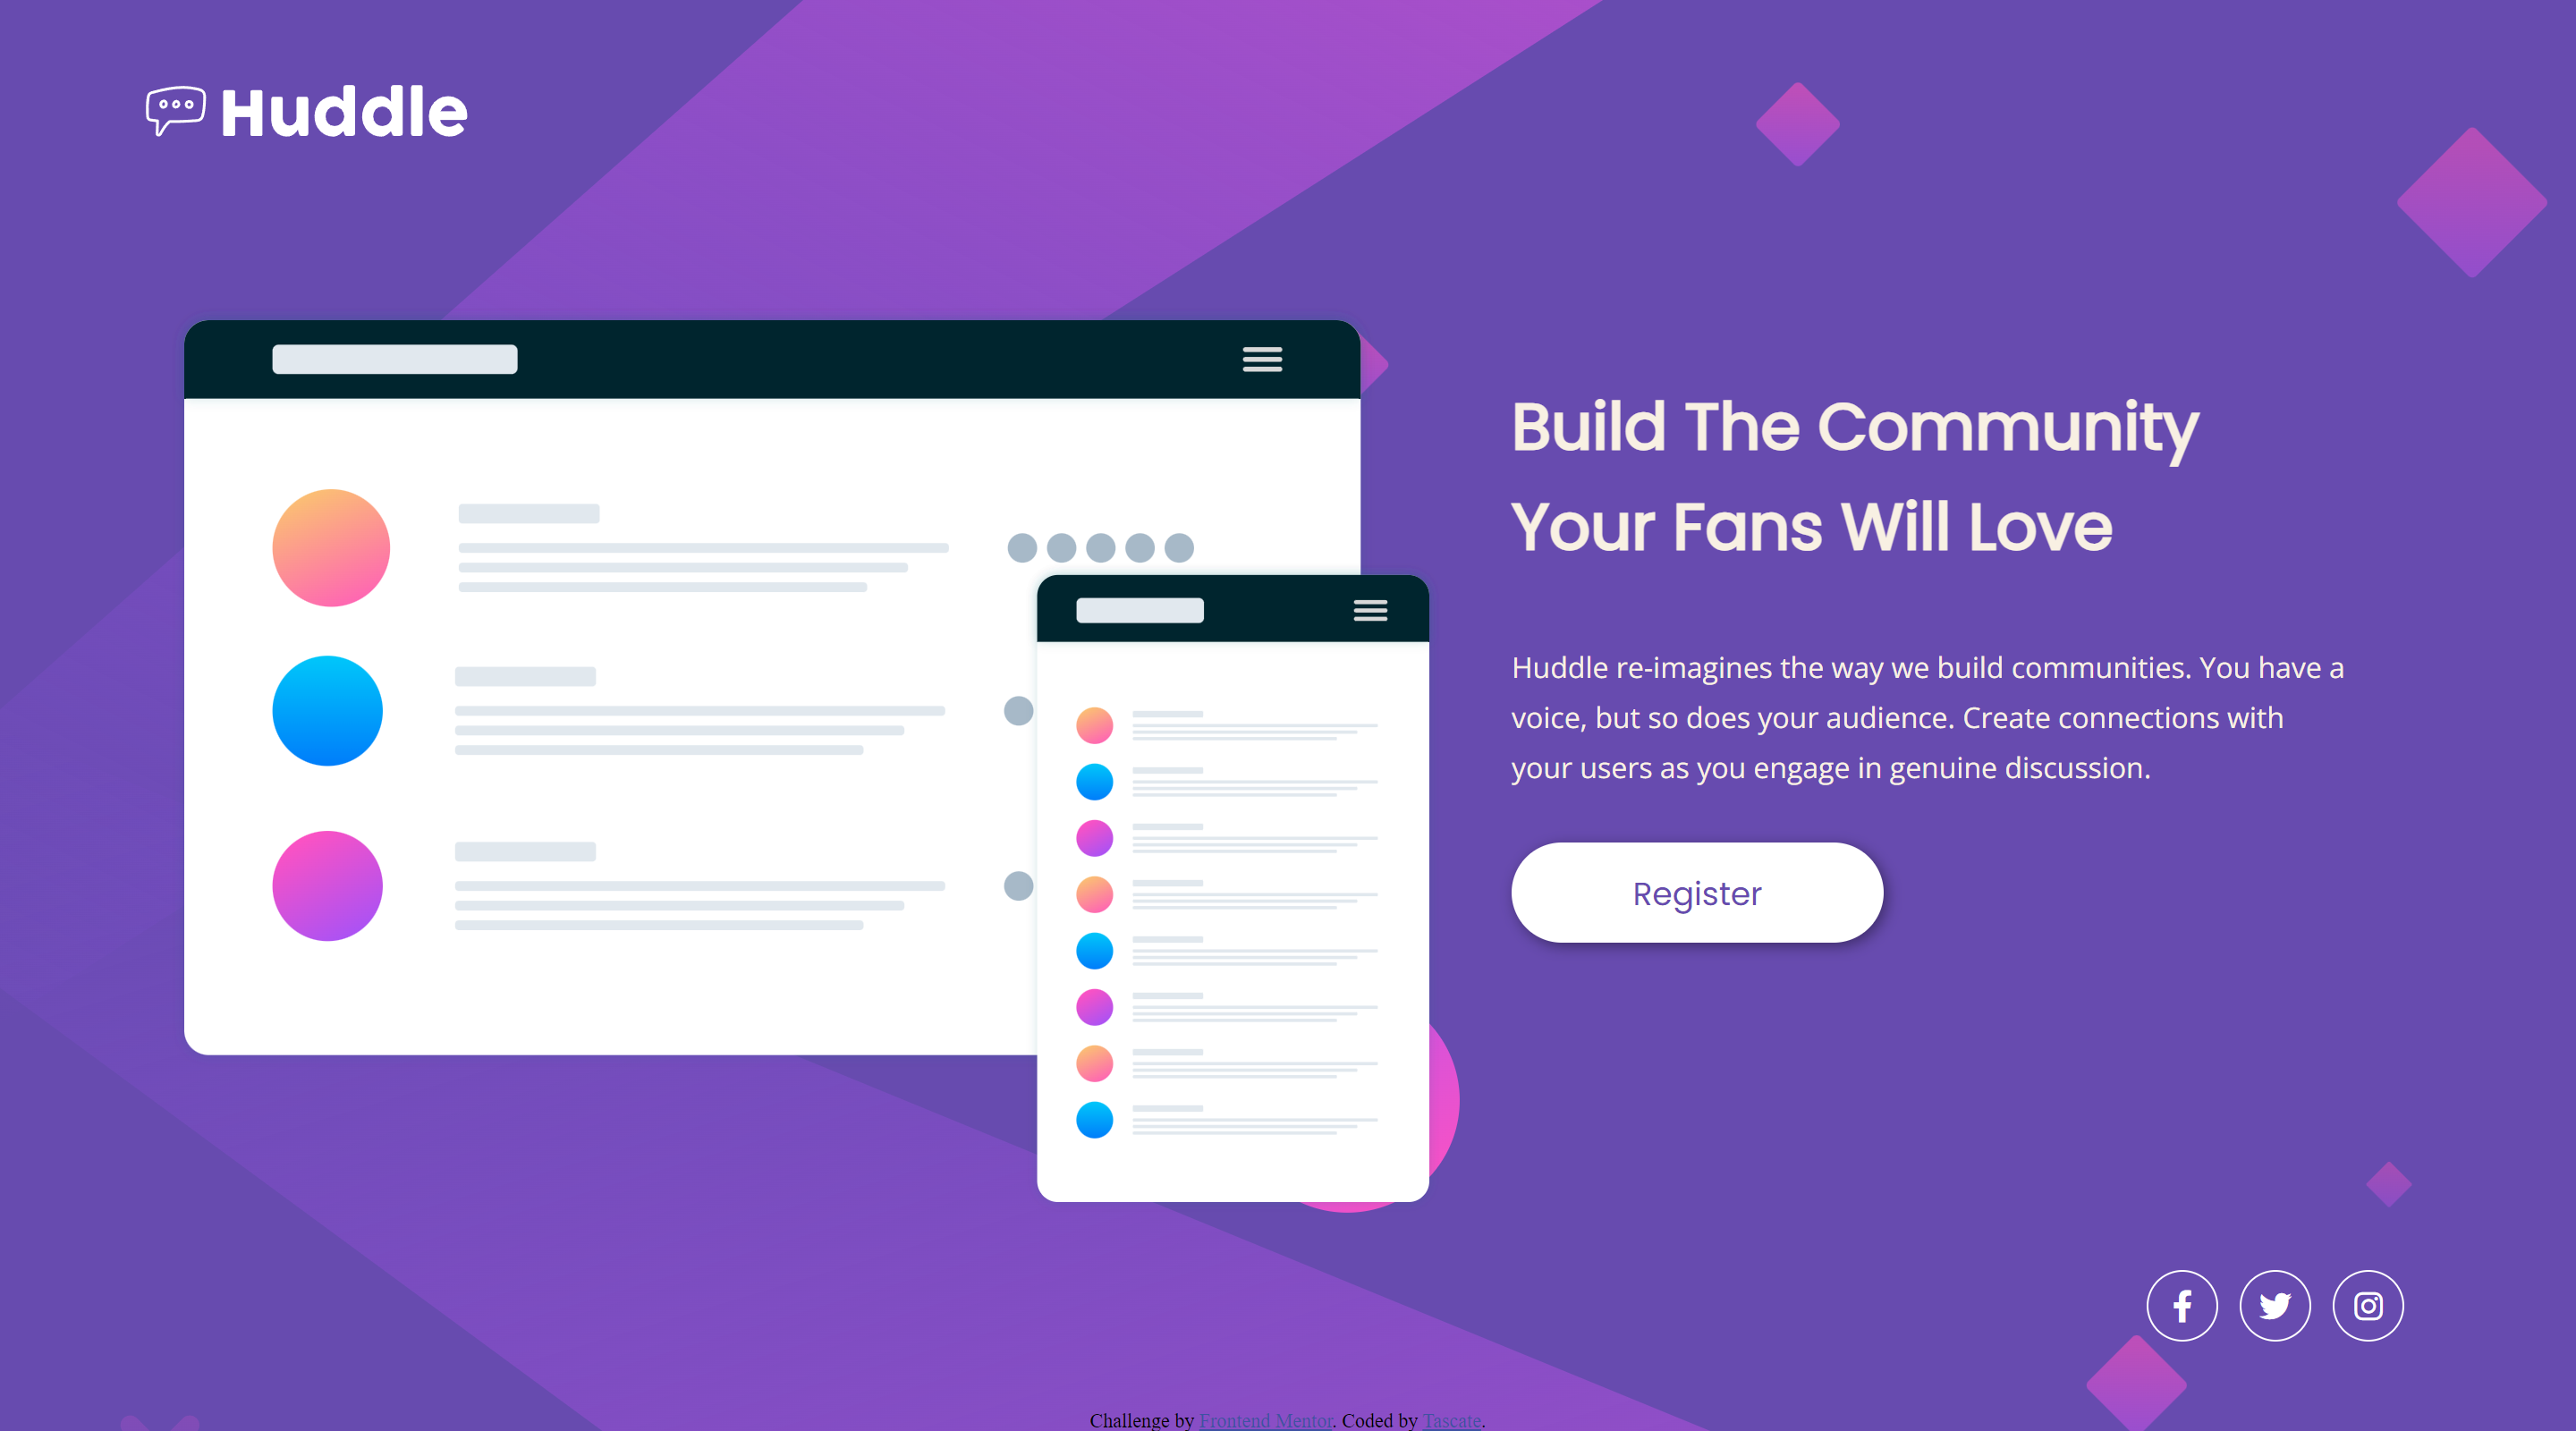 Huddle
Build The Community
Your Fans Will Love
Huddle re-imagines the way we build communities. You have a
voice, but so does your audience. Create connections with
your users as you engage in genuine discussion.
Register
Challenge by Frontend Mentor. Coded by Tascate.